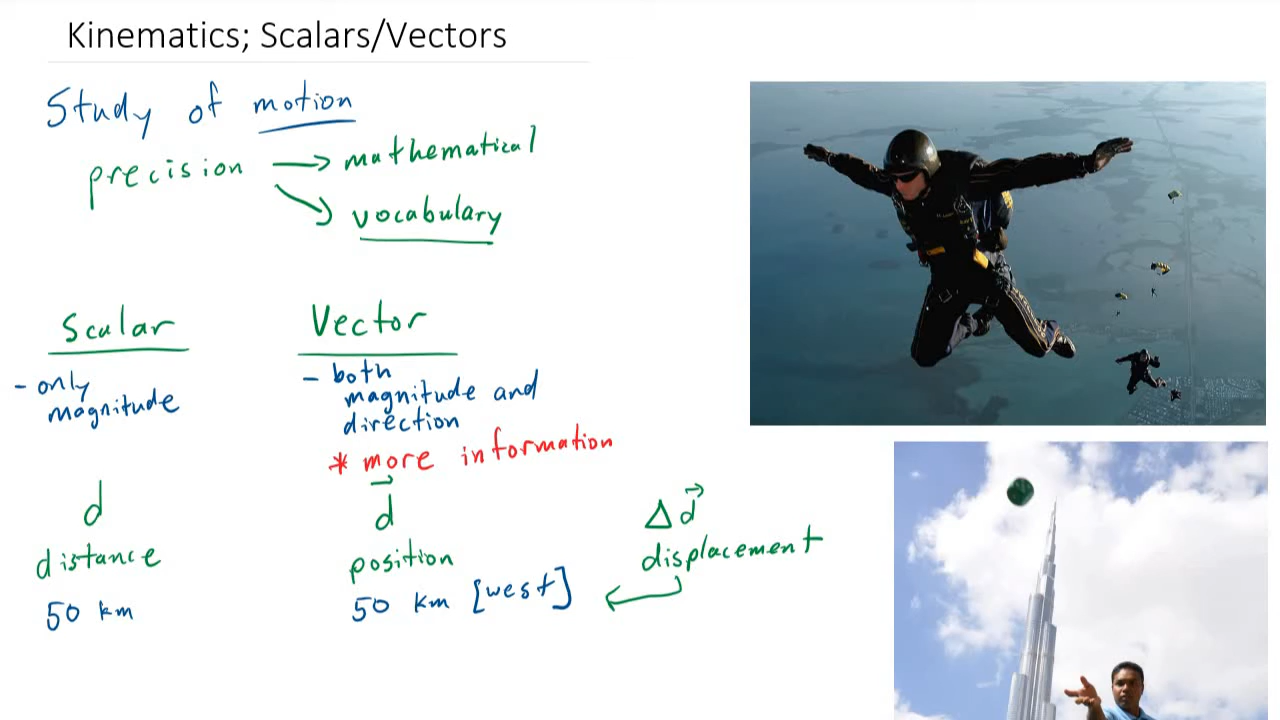 Kinematics; Scalars/Vectors
Study of motion
precision → mathematical
vocabulary
Scalar
- only
magnitude
Vector
- both
magnitude and
direction
* more information
d
distance
50 km
d⃗
position
50 km [west]
Δd⃗
displacement